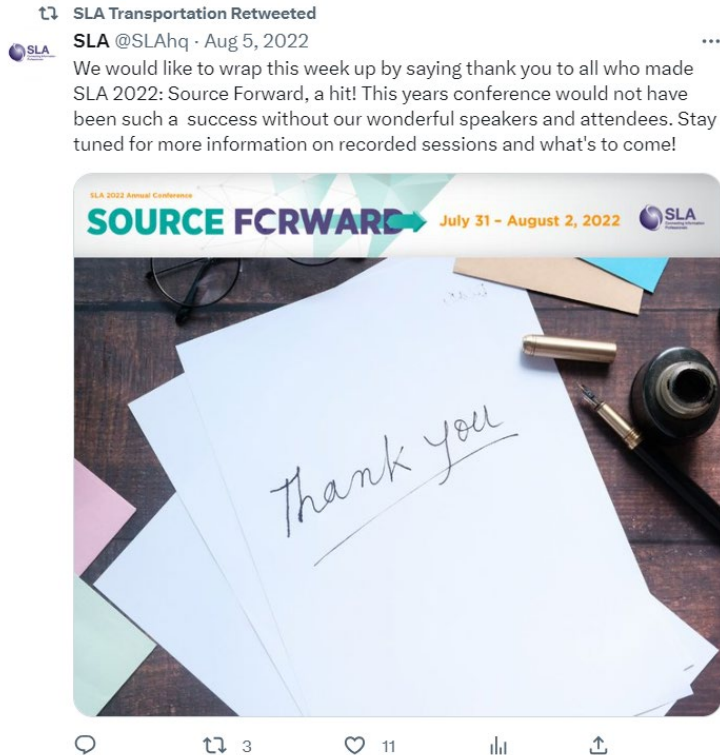 SLA Transportation Retweeted
SLA @SLAhq · Aug 5, 2022
We would like to wrap this week up by saying thank you to all who made
SLA 2022: Source Forward, a hit! This years conference would not have
been such a success without our wonderful speakers and attendees. Stay
tuned for more information on recorded sessions and what's to come!
SLA 2022 Annual Conference
SOURCE FORWARD July 31 – August 2, 2022 SLA
Connecting Information
Professionals
Thank you
3 11